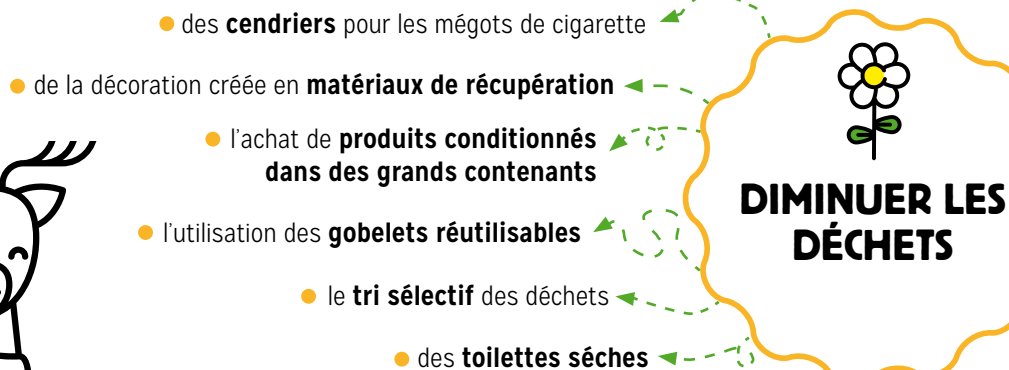 des cendriers pour les mégots de cigarette
de la décoration créée en matériaux de récupération
l'achat de produits conditionnés
dans des grands contenants
l'utilisation des gobelets réutilisables
le tri sélectif des déchets
des toilettes séches
DIMINUER LES
DÉCHETS